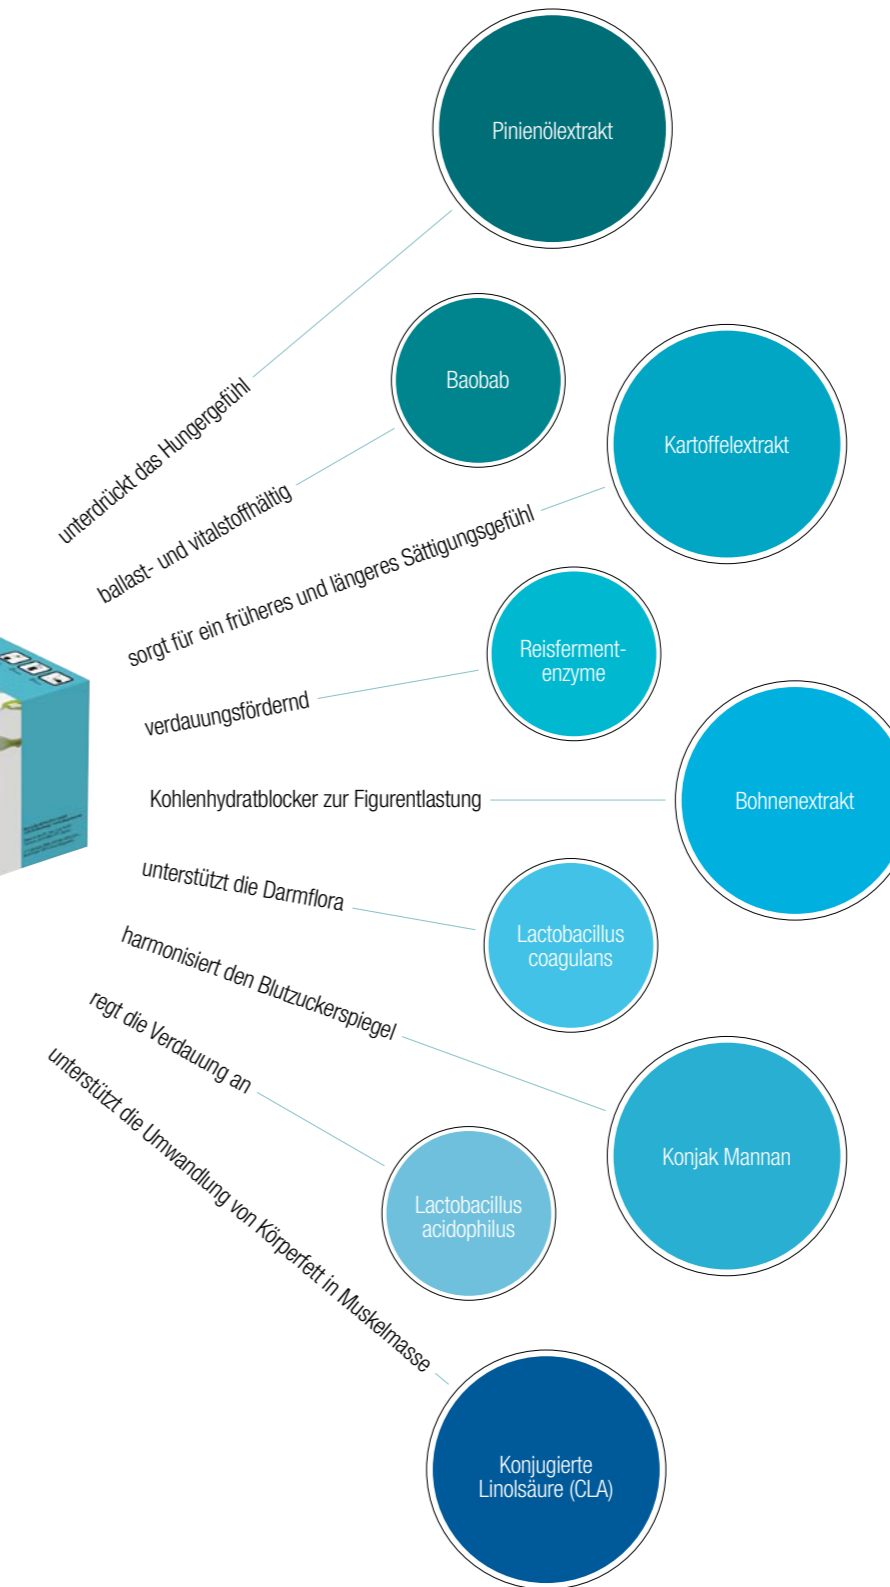 Pinienölextrakt
unterdrückt das Hungergefühl
Baobab
ballast- und vitalstoffhältig
Kartoffelextrakt
sorgt für ein früheres und längeres Sättigungsgefühl
Reisferment-
enzyme
verdauungsfördernd
Bohnenextrakt
Kohlenhydratblocker zur Figurentlastung
Lactobacillus
coagulans
unterstützt die Darmflora
Konjak Mannan
harmonisiert den Blutzuckerspiegel
Lactobacillus
acidophilus
regt die Verdauung an
Konjugierte
Linolsäure (CLA)
unterstützt die Umwandlung von Körperfett in Muskelmasse